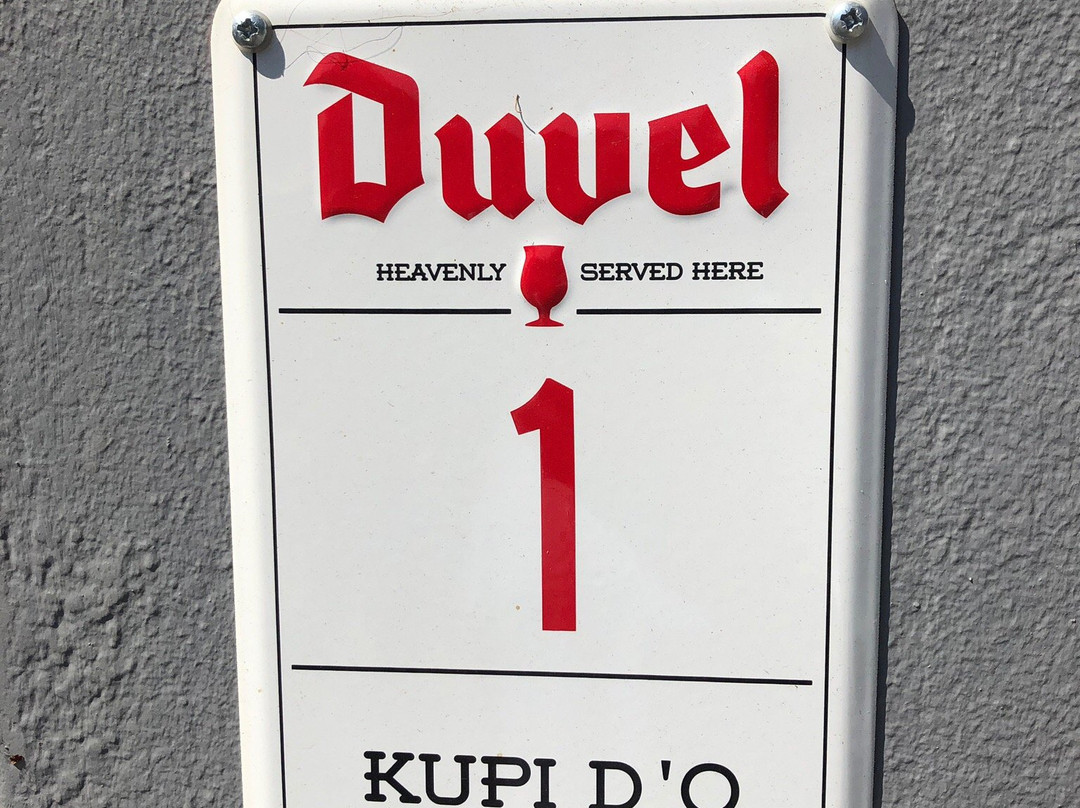 Duvel
HEAVENLY SERVED HERE
1
KUPI D'O